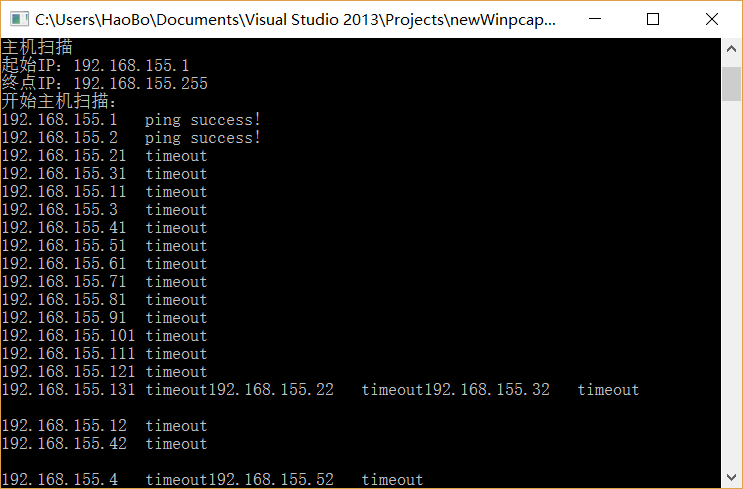 C:\Users\HaoBo\Documents\Visual Studio 2013\Projects\newWinpcap...
主机扫描
起始IP：192.168.155.1
终点IP：192.168.155.255
开始主机扫描：
192.168.155.1   ping success!
192.168.155.2   ping success!
192.168.155.21  timeout
192.168.155.31  timeout
192.168.155.11  timeout
192.168.155.3   timeout
192.168.155.41  timeout
192.168.155.51  timeout
192.168.155.61  timeout
192.168.155.71  timeout
192.168.155.81  timeout
192.168.155.91  timeout
192.168.155.101 timeout
192.168.155.111 timeout
192.168.155.121 timeout
192.168.155.131 timeout192.168.155.22   timeout192.168.155.32   timeout
192.168.155.12  timeout
192.168.155.42  timeout
192.168.155.4   timeout192.168.155.52   timeout